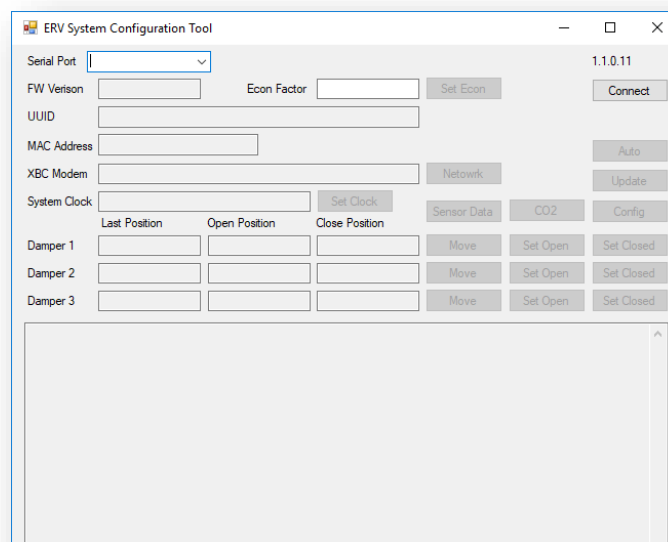 ERV System Configuration Tool
Serial Port 1.1.0.11
FW Verison Econ Factor Set Econ Connect
UUID
MAC Address Auto
XBC Modem Netowrk Update
System Clock Set Clock Sensor Data CO2 Config
Last Position Open Position Close Position
Damper 1 Move Set Open Set Closed
Damper 2 Move Set Open Set Closed
Damper 3 Move Set Open Set Closed